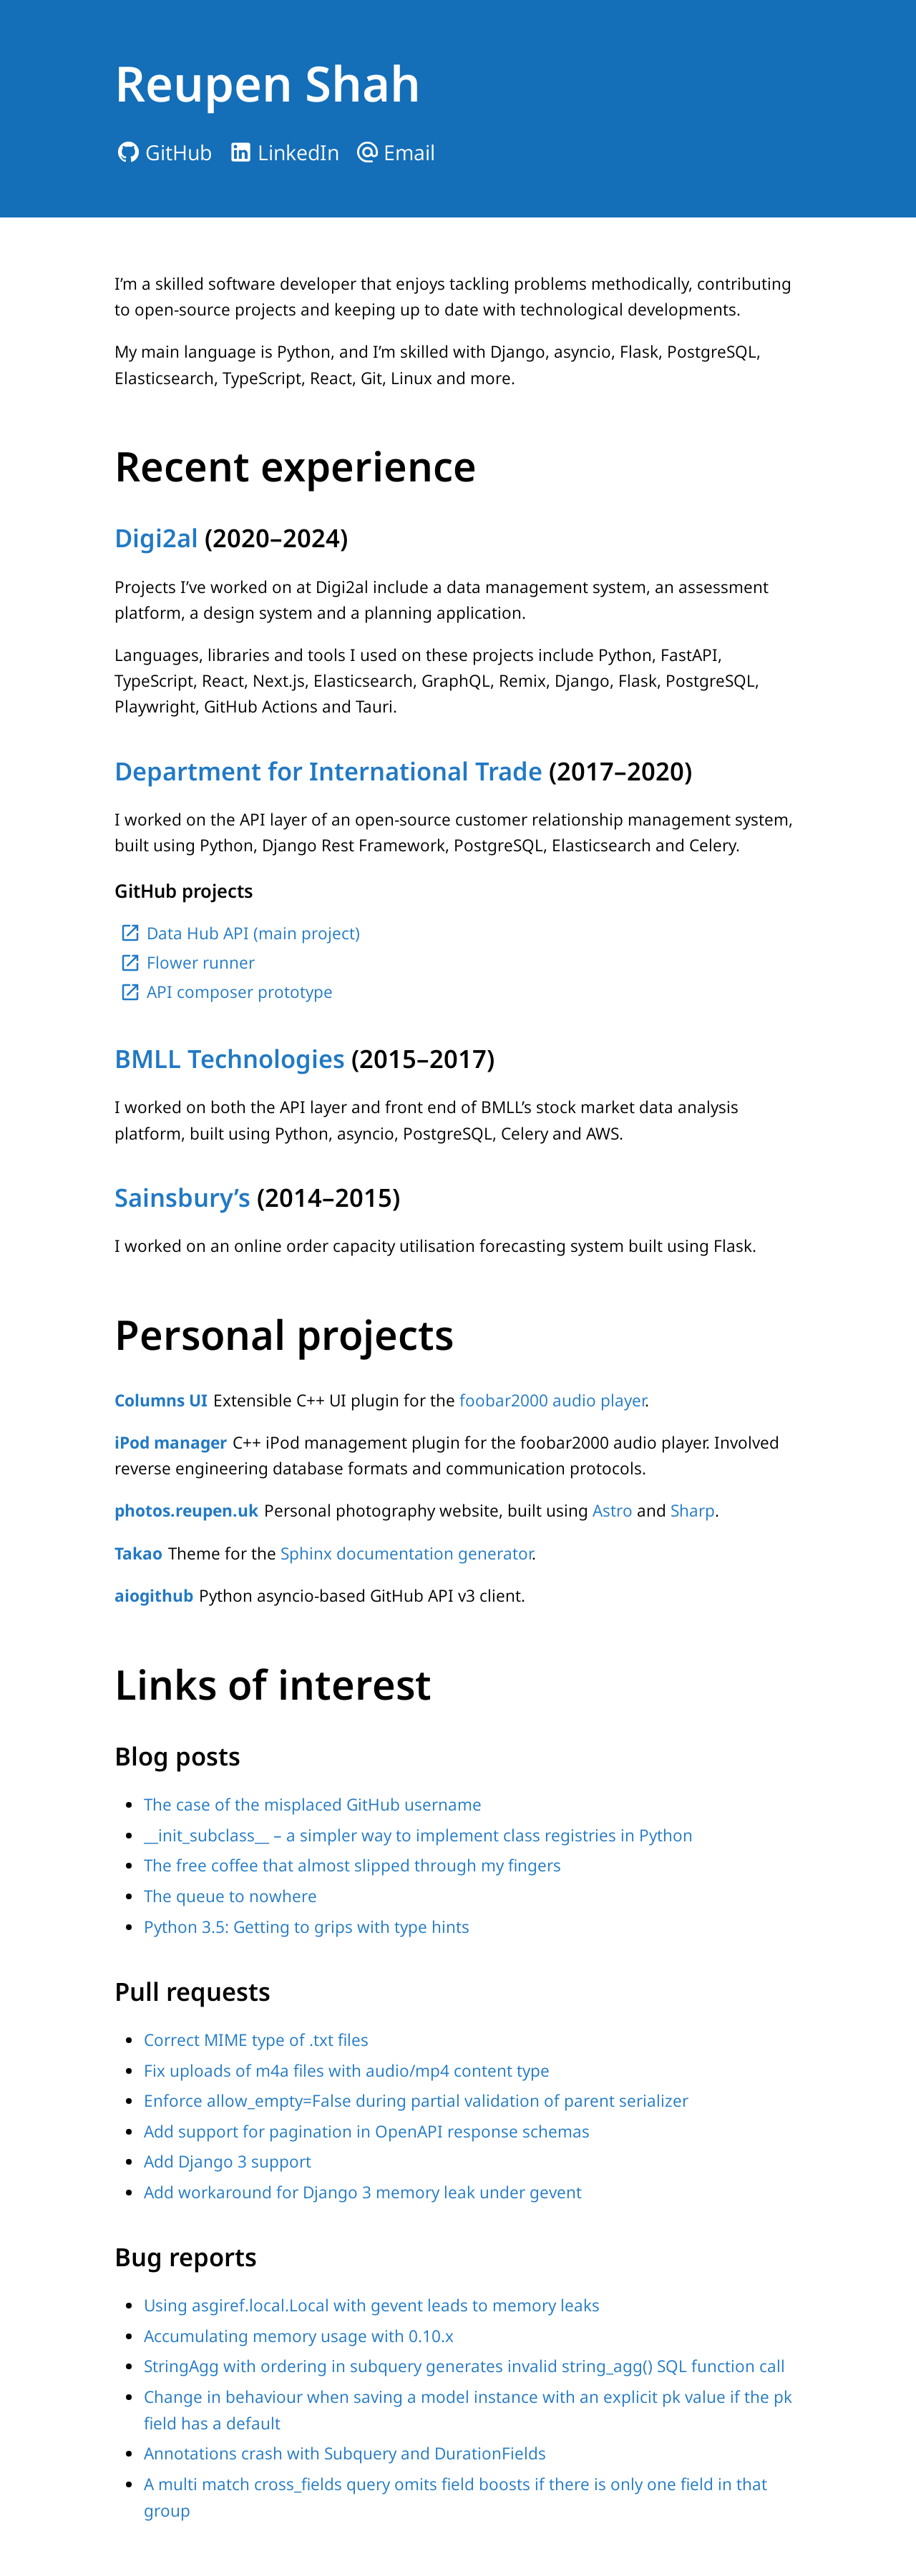 Reupen Shah
GitHub LinkedIn Email
I’m a skilled software developer that enjoys tackling problems methodically, contributing
to open-source projects and keeping up to date with technological developments.
My main language is Python, and I’m skilled with Django, asyncio, Flask, PostgreSQL,
Elasticsearch, TypeScript, React, Git, Linux and more.
Recent experience
Digi2al (2020–2024)
Projects I’ve worked on at Digi2al include a data management system, an assessment
platform, a design system and a planning application.
Languages, libraries and tools I used on these projects include Python, FastAPI,
TypeScript, React, Next.js, Elasticsearch, GraphQL, Remix, Django, Flask, PostgreSQL,
Playwright, GitHub Actions and Tauri.
Department for International Trade (2017–2020)
I worked on the API layer of an open-source customer relationship management system,
built using Python, Django Rest Framework, PostgreSQL, Elasticsearch and Celery.
GitHub projects
Data Hub API (main project)
Flower runner
API composer prototype
BMLL Technologies (2015–2017)
I worked on both the API layer and front end of BMLL’s stock market data analysis
platform, built using Python, asyncio, PostgreSQL, Celery and AWS.
Sainsbury’s (2014–2015)
I worked on an online order capacity utilisation forecasting system built using Flask.
Personal projects
Columns UI Extensible C++ UI plugin for the foobar2000 audio player.
iPod manager C++ iPod management plugin for the foobar2000 audio player. Involved
reverse engineering database formats and communication protocols.
photos.reupen.uk Personal photography website, built using Astro and Sharp.
Takao Theme for the Sphinx documentation generator.
aiogithub Python asyncio-based GitHub API v3 client.
Links of interest
Blog posts
• The case of the misplaced GitHub username
• __init_subclass__ – a simpler way to implement class registries in Python
• The free coffee that almost slipped through my fingers
• The queue to nowhere
• Python 3.5: Getting to grips with type hints
Pull requests
• Correct MIME type of .txt files
• Fix uploads of m4a files with audio/mp4 content type
• Enforce allow_empty=False during partial validation of parent serializer
• Add support for pagination in OpenAPI response schemas
• Add Django 3 support
• Add workaround for Django 3 memory leak under gevent
Bug reports
• Using asgiref.local.Local with gevent leads to memory leaks
• Accumulating memory usage with 0.10.x
• StringAgg with ordering in subquery generates invalid string_agg() SQL function call
• Change in behaviour when saving a model instance with an explicit pk value if the pk
field has a default
• Annotations crash with Subquery and DurationFields
• A multi match cross_fields query omits field boosts if there is only one field in that
group